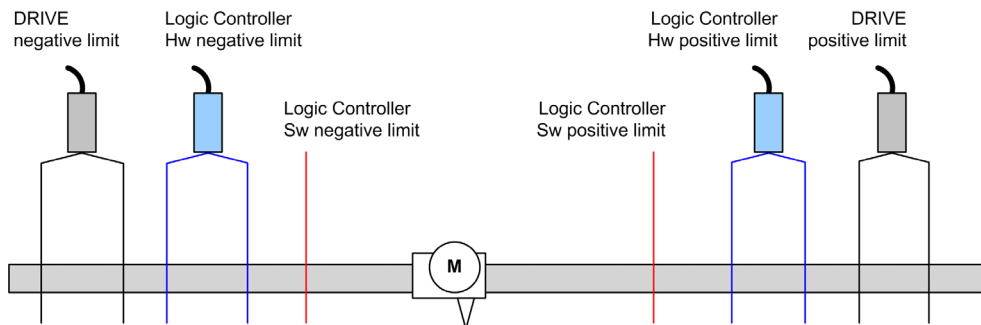 DRIVE
negative limit
Logic Controller
Hw negative limit
Logic Controller
Sw negative limit
Logic Controller
Sw positive limit
Logic Controller
Hw positive limit
DRIVE
positive limit
M